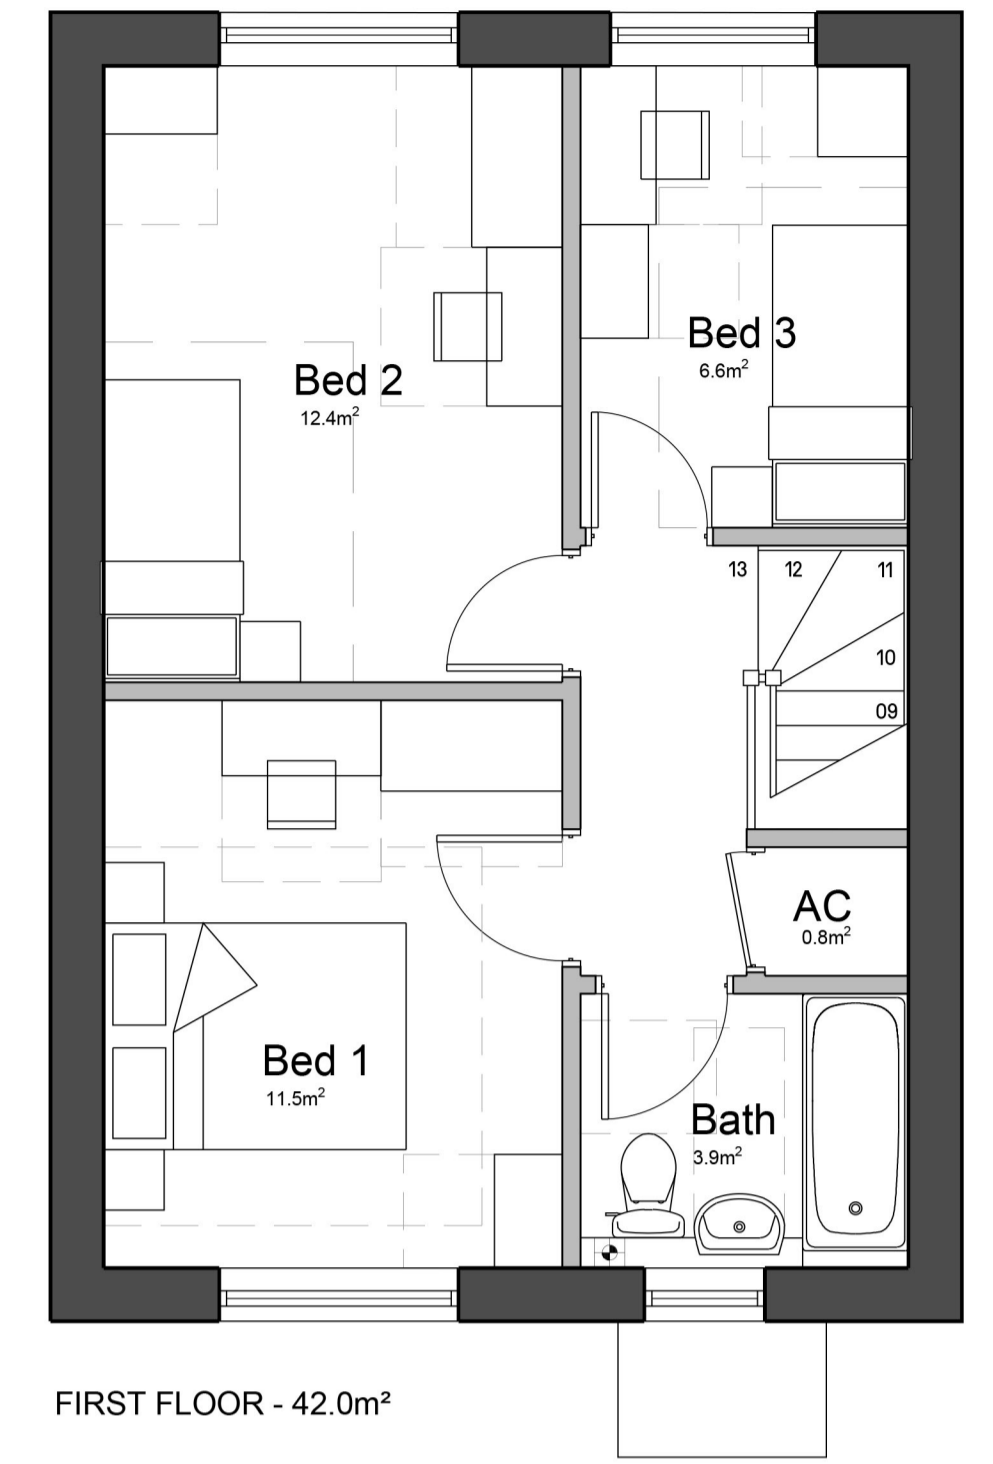 Bed 2
12.4m²
Bed 3
6.6m²
13 12 11
10
09
AC
0.8m²
Bed 1
11.5m²
Bath
3.9m²
FIRST FLOOR - 42.0m²